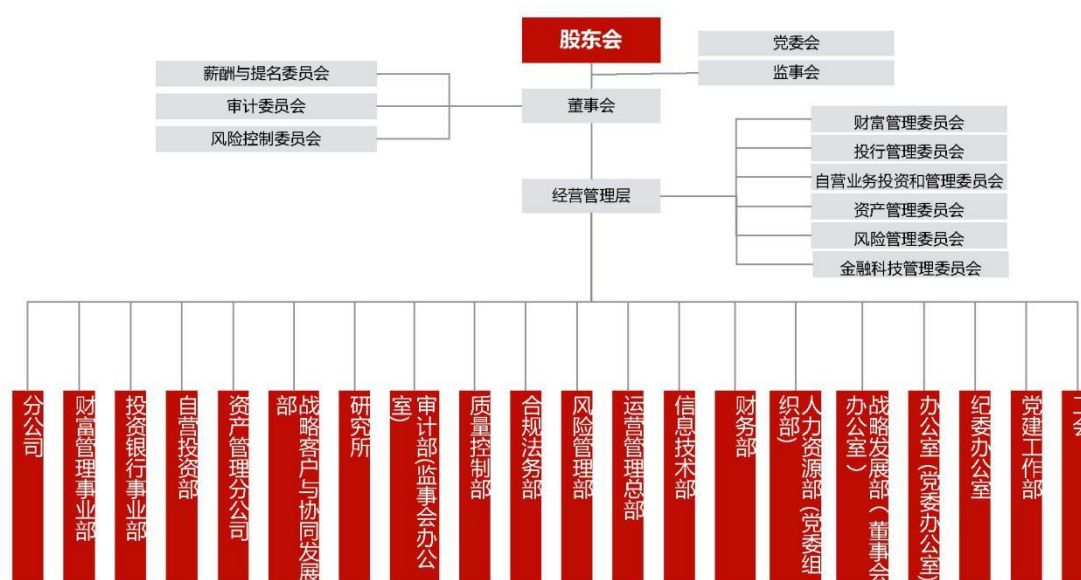 股东会
党委会
监事会
薪酬与提名委员会
审计委员会
风险控制委员会
董事会
财富管理委员会
投行管理委员会
自营业务投资和管理委员会
资产管理委员会
风险管理委员会
金融科技管理委员会
经营管理层
分公司
财富管理事业部
投资银行事业部
自营投资部
资产管理分公司
战略客户与协同发展
部
研究所
审计部(监事会办公
室)
质量控制部
合规法务部
风险管理部
运营管理总部
信息技术部
财务部
人力资源部(党委组
织部)
战略发展部(董事会
办公室)
办公室(党委办公室)
纪委办公室
党建工作部
工会